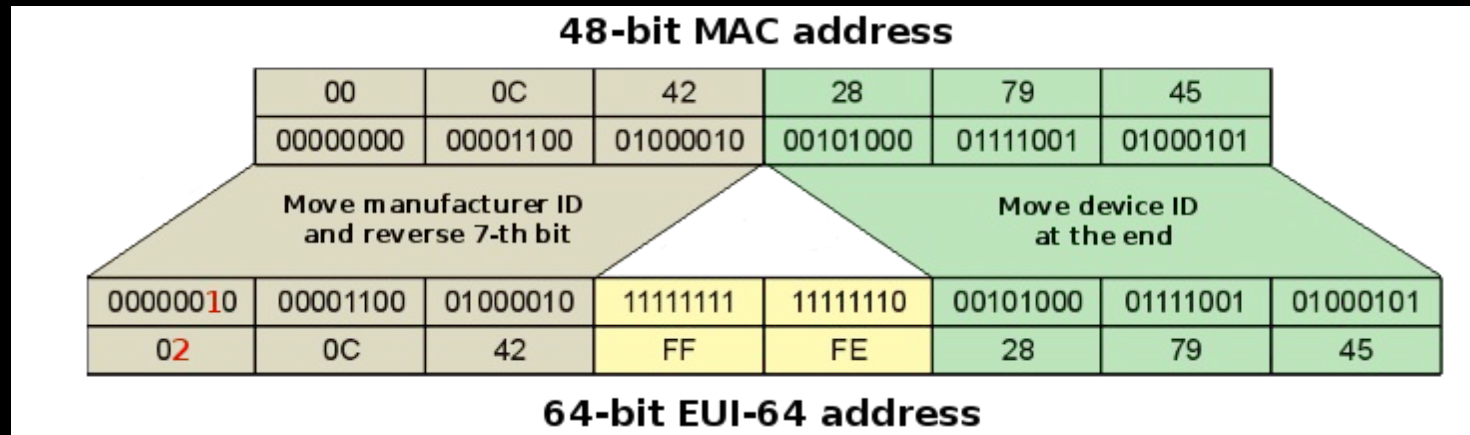 48-bit MAC address
00 0C 42 28 79 45
00000000 00001100 01000010 00101000 01111001 01000101
Move manufacturer ID
and reverse 7-th bit
Move device ID
at the end
00000010 00001100 01000010 11111111 11111110 00101000 01111001 01000101
02 0C 42 FF FE 28 79 45
64-bit EUI-64 address